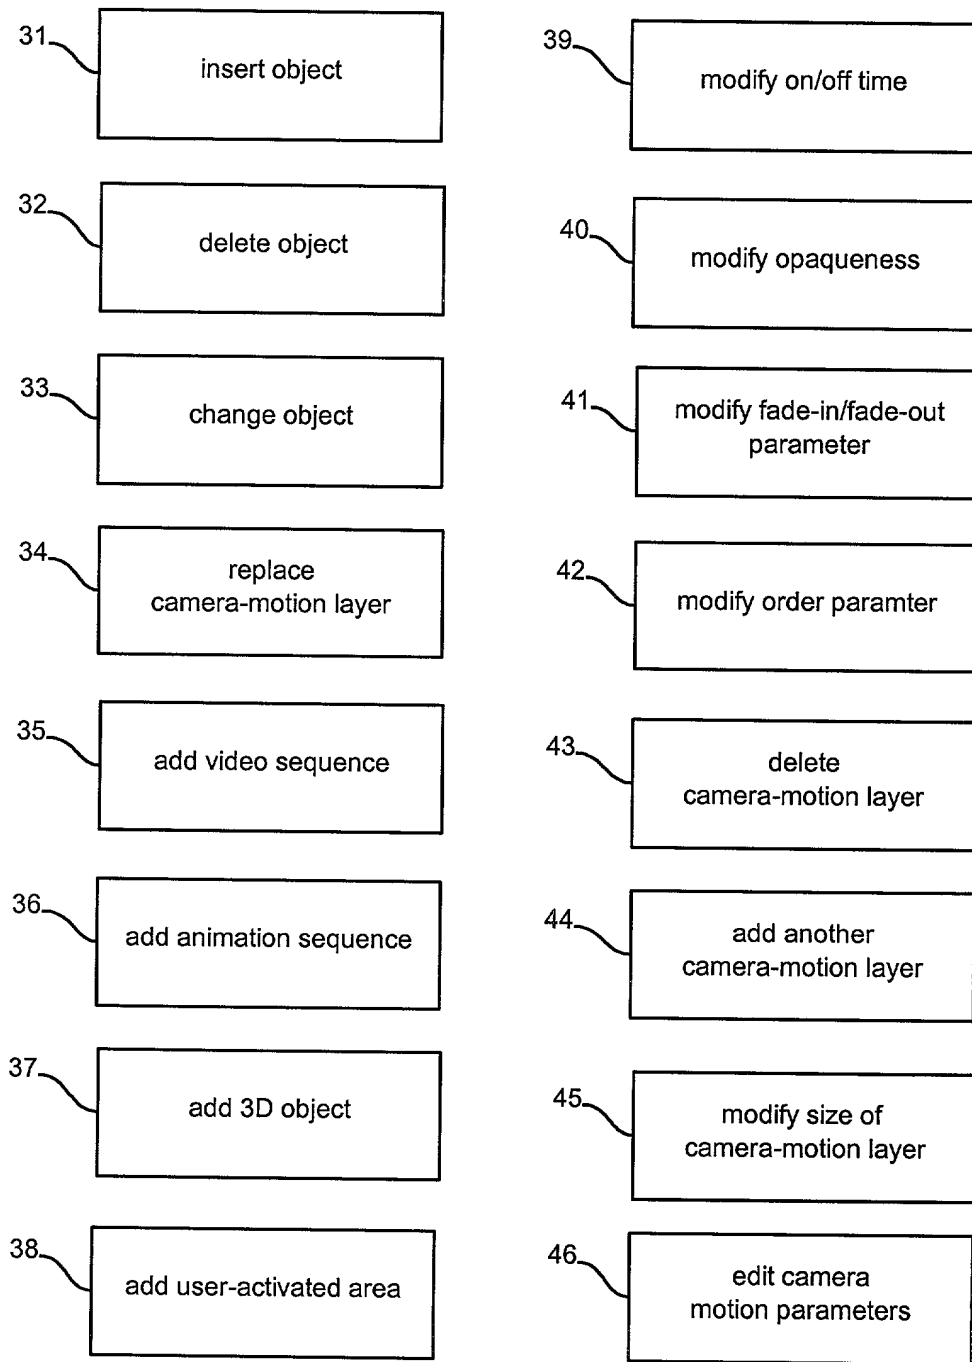 31
insert object
32
delete object
33
change object
34
replace
camera-motion layer
35
add video sequence
36
add animation sequence
37
add 3D object
38
add user-activated area
39
modify on/off time
40
modify opaqueness
41
modify fade-in/fade-out
parameter
42
modify order paramter
43
delete
camera-motion layer
44
add another
camera-motion layer
45
modify size of
camera-motion layer
46
edit camera
motion parameters